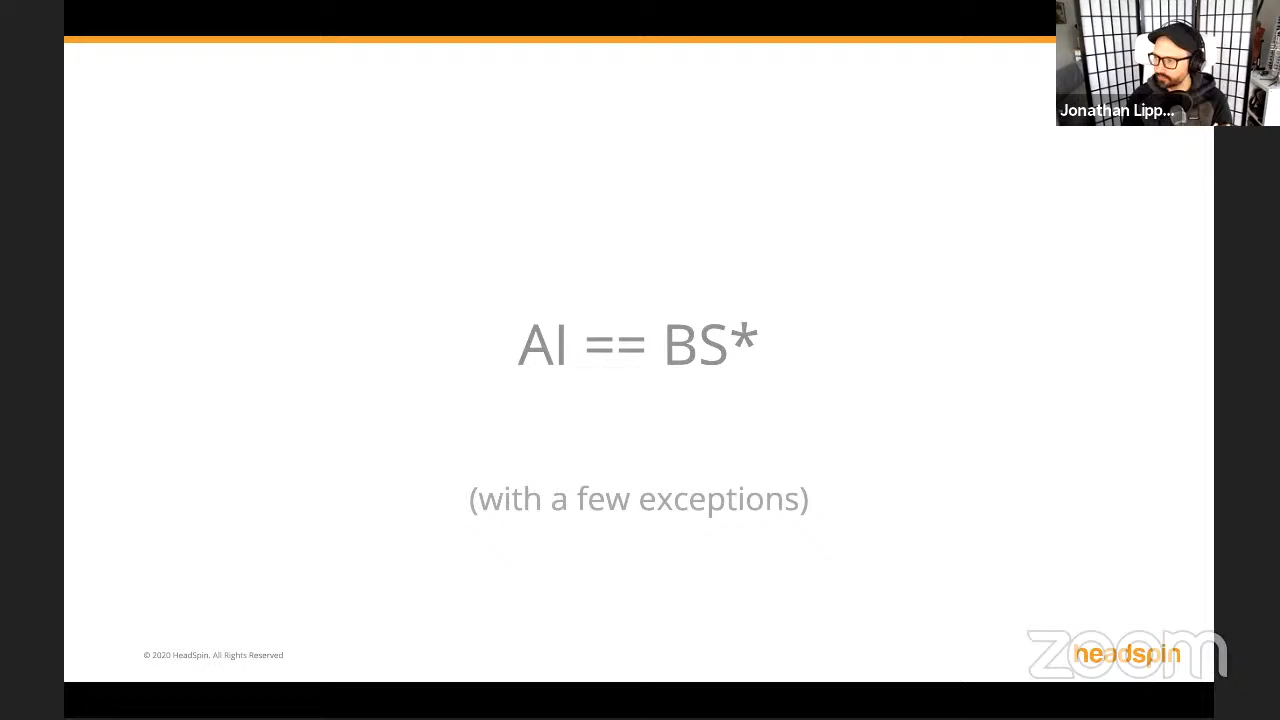 Jonathan Lipp...
AI == BS*
(with a few exceptions)
© 2020 HeadSpin. All Rights Reserved
headspin
zoom